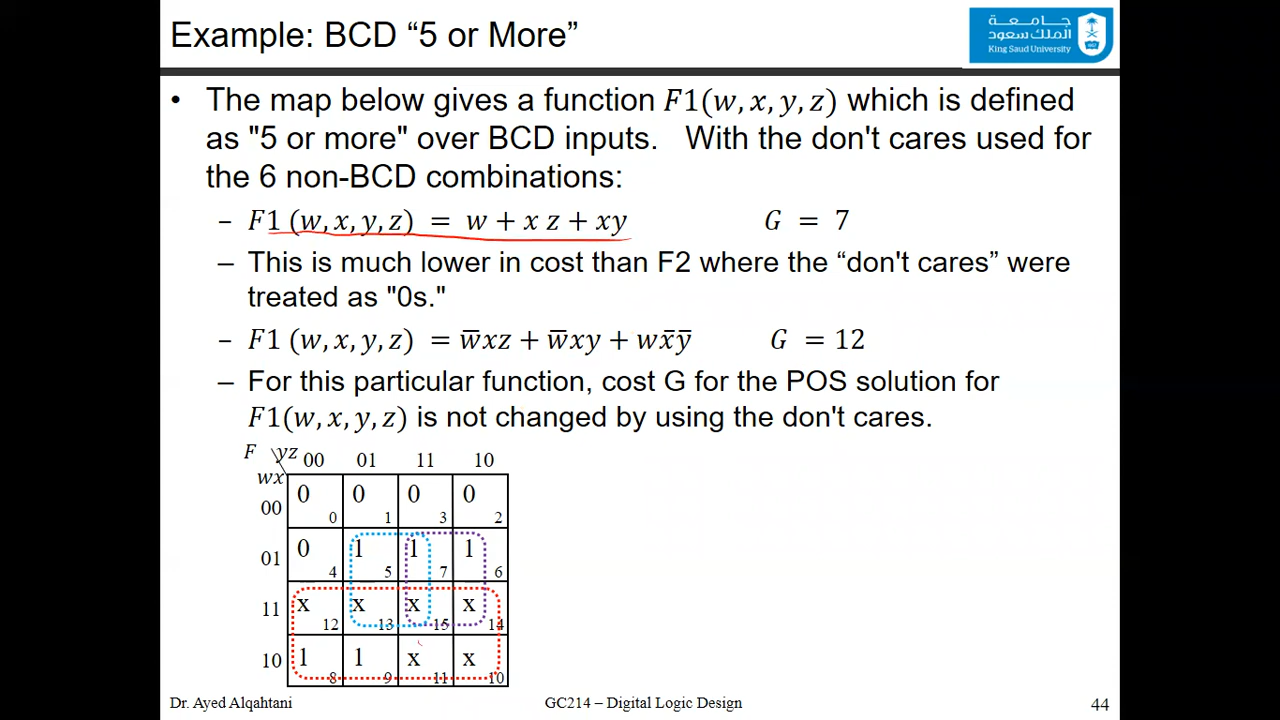 Example: BCD “5 or More”
جامعة
الملك سعود
King Saud University
• The map below gives a function F1(w, x, y, z) which is defined
as "5 or more" over BCD inputs. With the don't cares used for
the 6 non-BCD combinations:
– F1 (w, x, y, z) = w + x z + xy G = 7
– This is much lower in cost than F2 where the “don't cares” were
treated as "0s."
– F1 (w, x, y, z) = w̅xz + w̅xy + wx̅y̅ G = 12
– For this particular function, cost G for the POS solution for
F1(w, x, y, z) is not changed by using the don't cares.
F yz 00 01 11 10
wx
00 0 0 0 0
0 1 3 2
01 0 1 1 1
4 5 7 6
11 x x x x
12 13 15 14
10 1 1 x x
8 9 11 10
Dr. Ayed Alqahtani GC214 – Digital Logic Design 44